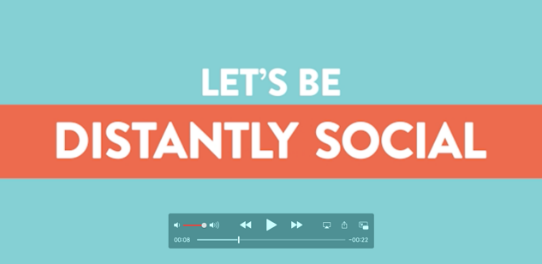 LET'S BE
DISTANTLY SOCIAL
00:08
-00:22